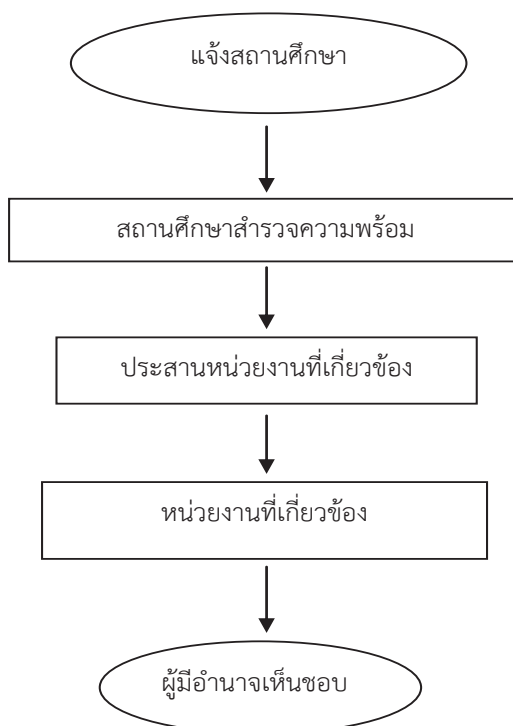 แจ้งสถานศึกษา
สถานศึกษาสำรวจความพร้อม
ประสานหน่วยงานที่เกี่ยวข้อง
หน่วยงานที่เกี่ยวข้อง
ผู้มีอำนาจเห็นชอบ